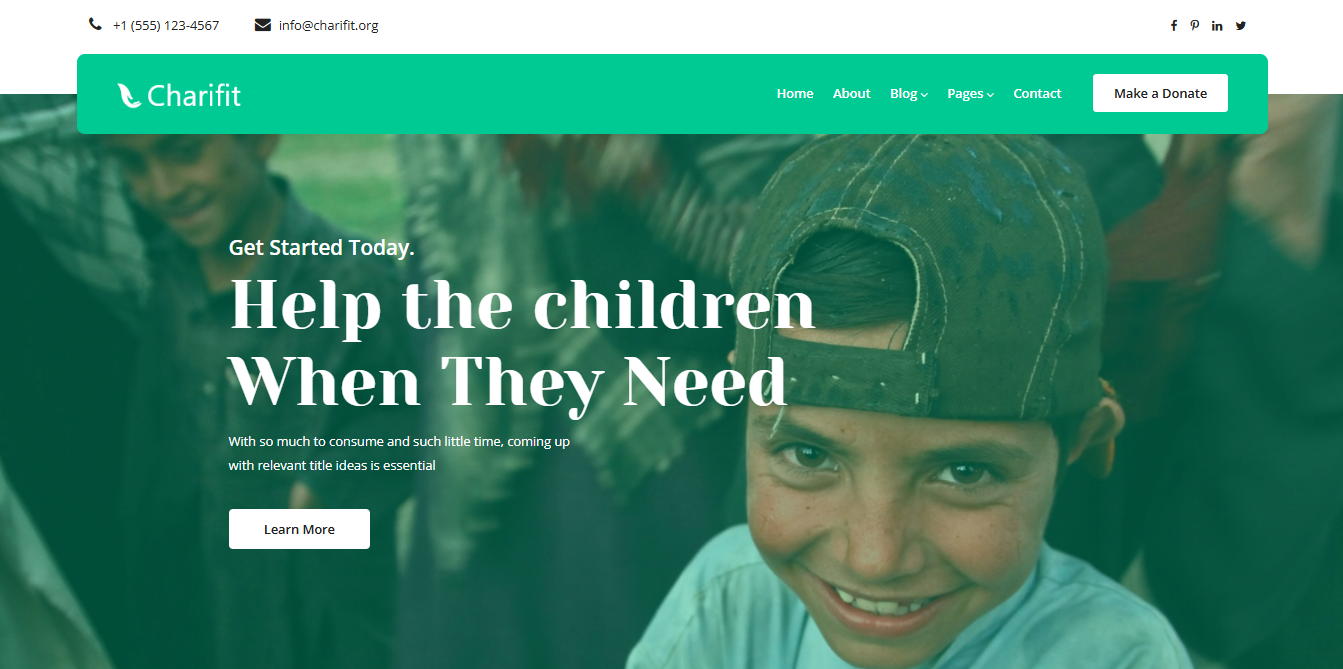 +1 (555) 123-4567
info@charifit.org
Charifit
Home
About
Blog
Pages
Contact
Make a Donate
Get Started Today.
Help the children
When They Need
With so much to consume and such little time, coming up
with relevant title ideas is essential
Learn More